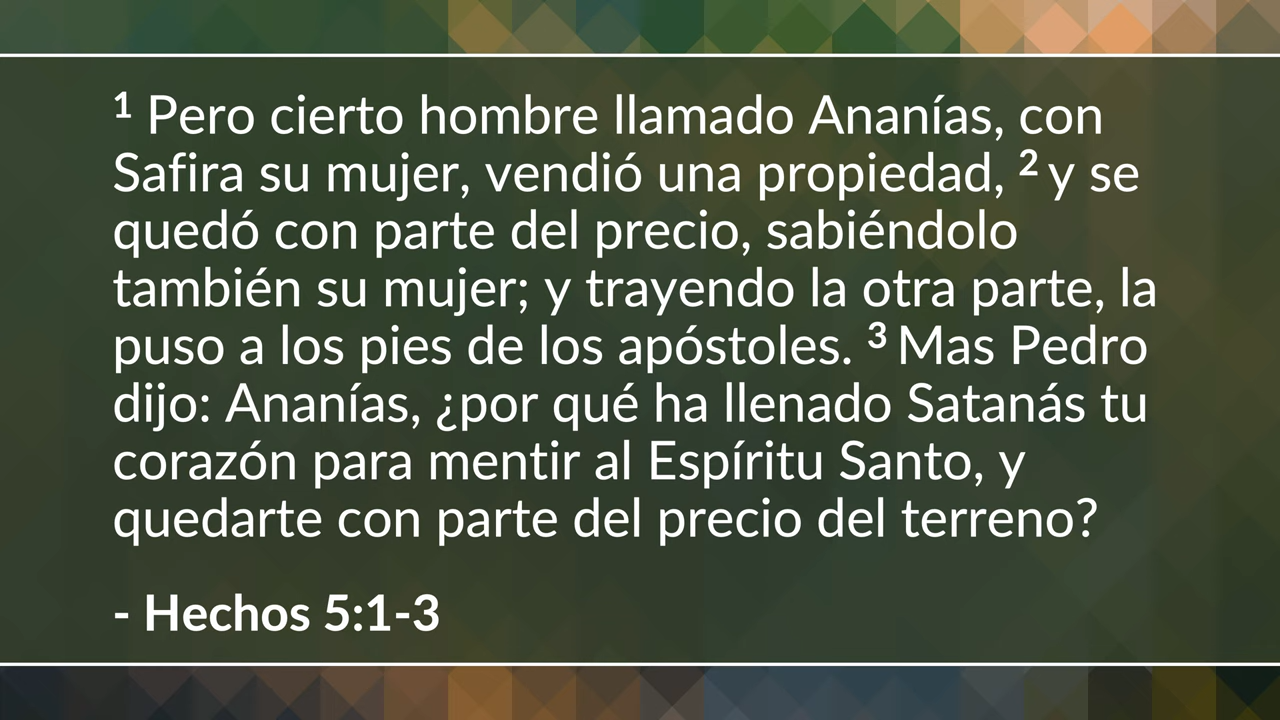 1 Pero cierto hombre llamado Ananías, con
Safira su mujer, vendió una propiedad, 2 y se
quedó con parte del precio, sabiéndolo
también su mujer; y trayendo la otra parte, la
puso a los pies de los apóstoles. 3 Mas Pedro
dijo: Ananías, ¿por qué ha llenado Satanás tu
corazón para mentir al Espíritu Santo, y
quedarte con parte del precio del terreno?
- Hechos 5:1-3